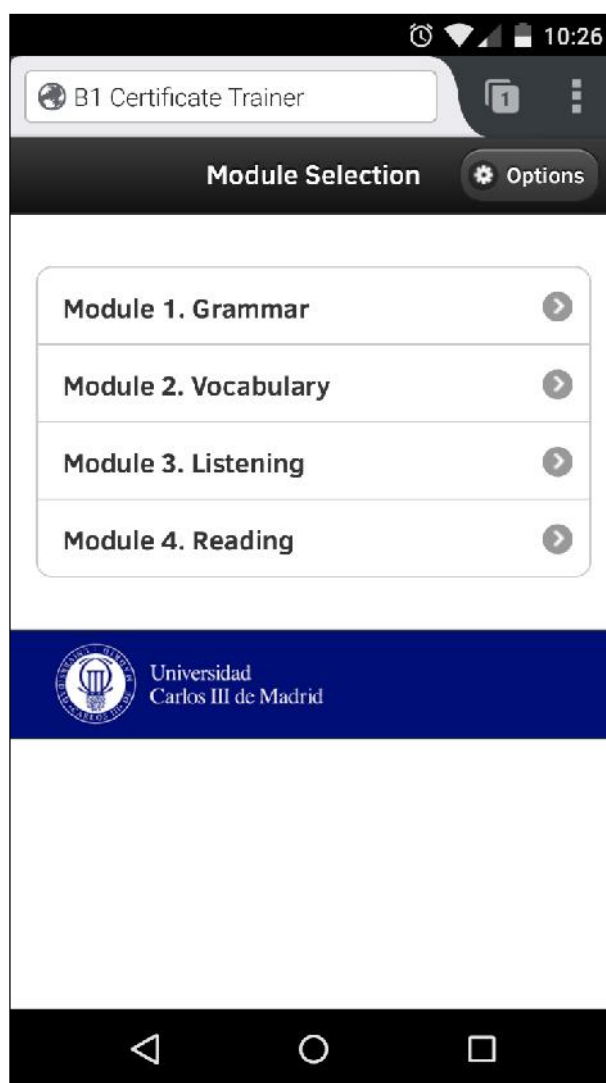 10:26
B1 Certificate Trainer
1
Module Selection
Options
Module 1. Grammar
Module 2. Vocabulary
Module 3. Listening
Module 4. Reading
Universidad
Carlos III de Madrid